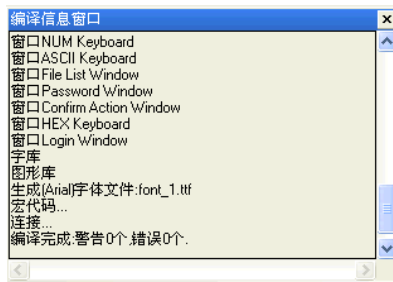 编译信息窗口
窗口NUM Keyboard
窗口ASCII Keyboard
窗口File List Window
窗口Password Window
窗口Confirm Action Window
窗口HEX Keyboard
窗口Login Window
字库
图形库
生成(Arial)字体文件:font_1.ttf
宏代码...
连接...
编译完成:警告0个,错误0个.